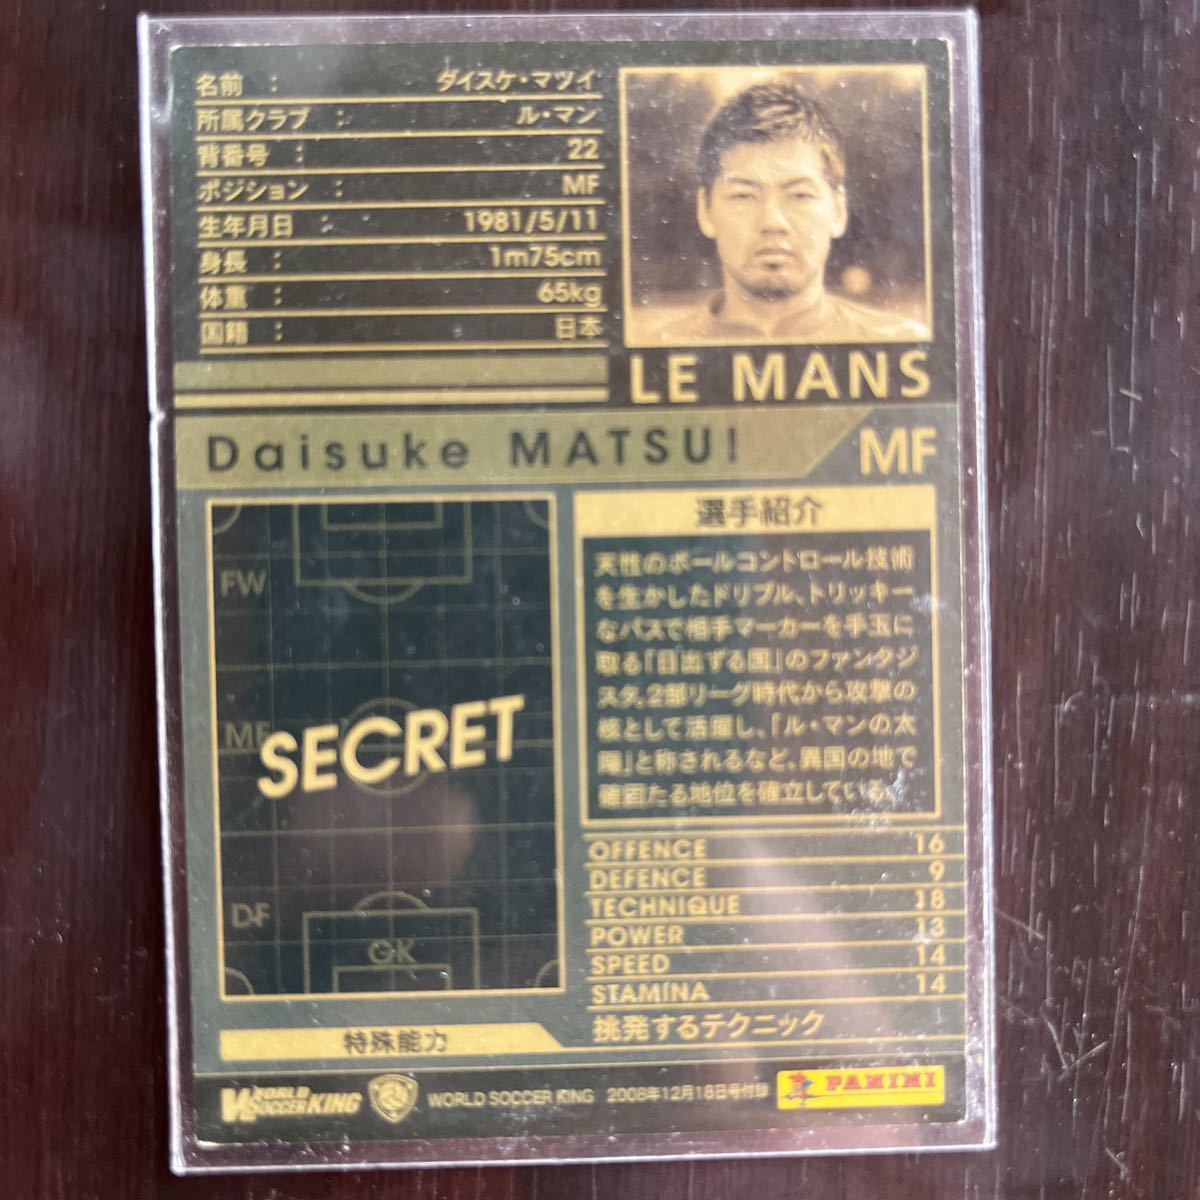 名前 : ダイスケ・マツイ
所属クラブ : ル・マン
背番号 : 22
ポジション : MF
生年月日 : 1981/5/11
身長 : 1m75cm
体重 : 65kg
国籍 : 日本
LE MANS
Daisuke MATSUI MF
FW
MF
SECRET
DF
GK
選手紹介
天性のボールコントロール技術
を生かしたドリブル、トリッキー
なパスで相手マーカーを手玉に
取る「日出ずる国」のファンタジ
スタ。2部リーグ時代から攻撃の
核として活躍し、「ル・マンの太
陽」と称されるなど、異国の地で
確固たる地位を確立している。
OFFENCE 16
DEFENCE 9
TECHNIQUE 18
POWER 13
SPEED 14
STAMINA 14
特殊能力 挑発するテクニック
WORLD SOCCER KING WORLD SOCCER KING 2008年12月18日号付録 PANINI